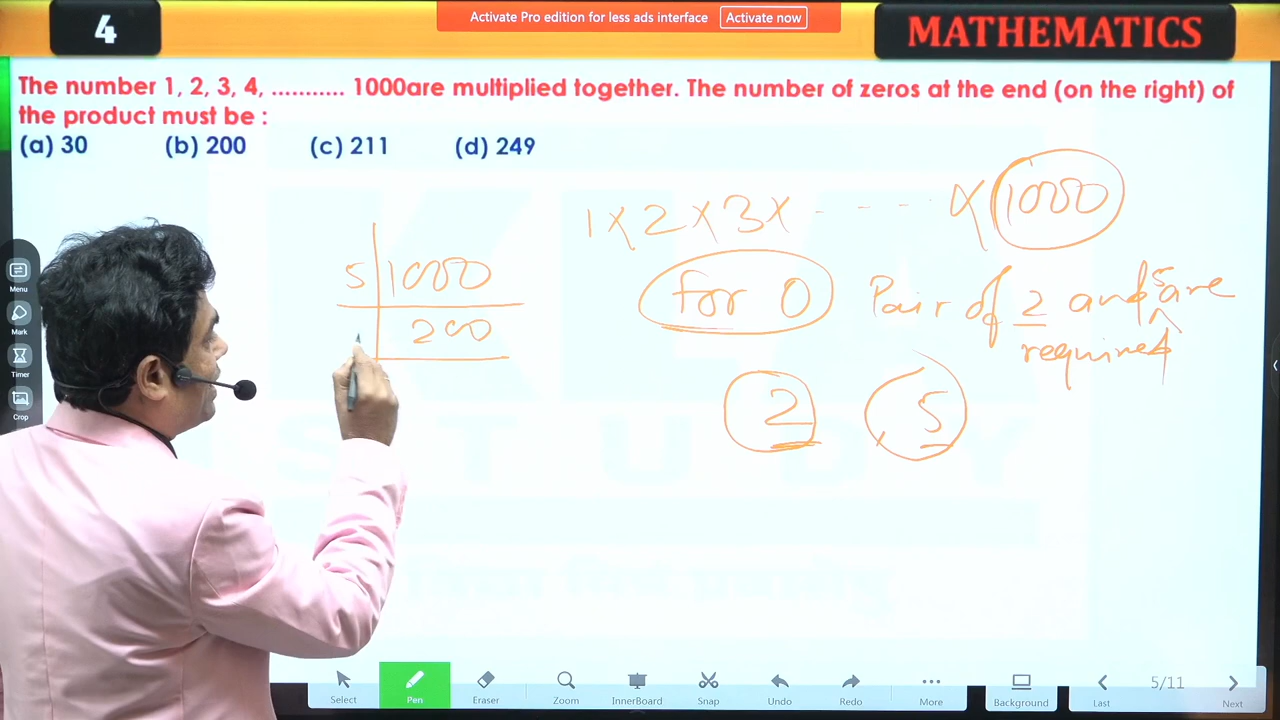 4
Activate Pro edition for less ads interface Activate now
MATHEMATICS
The number 1, 2, 3, 4, ........... 1000are multiplied together. The number of zeros at the end (on the right) of
the product must be :
(a) 30 (b) 200 (c) 211 (d) 249
1 x 2 x 3 x - - - - - x 1000
5 1000
200
for 0 Pair of 2 and 5 are
required
2 5
STUDY
Menu
Mark
Timer
Crop
Select Pen Eraser Zoom InnerBoard Snap Undo Redo More Background Last 5/11 Next